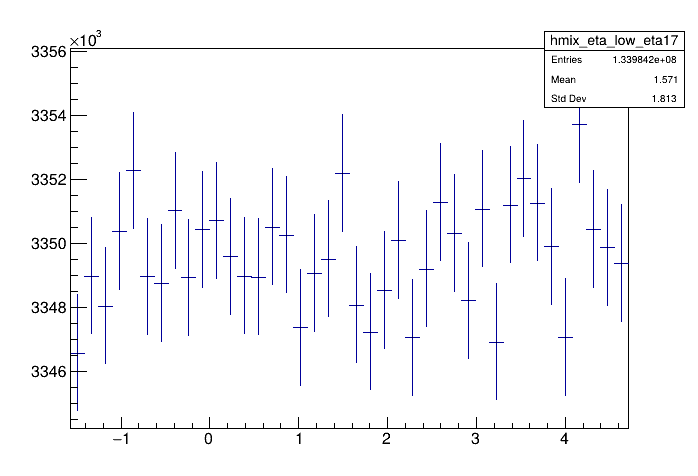 ×10³
hmix_eta_low_eta17
Entries 1.339842e+08
Mean 1.571
Std Dev 1.813
3356
3354
3352
3350
3348
3346
−1 0 1 2 3 4